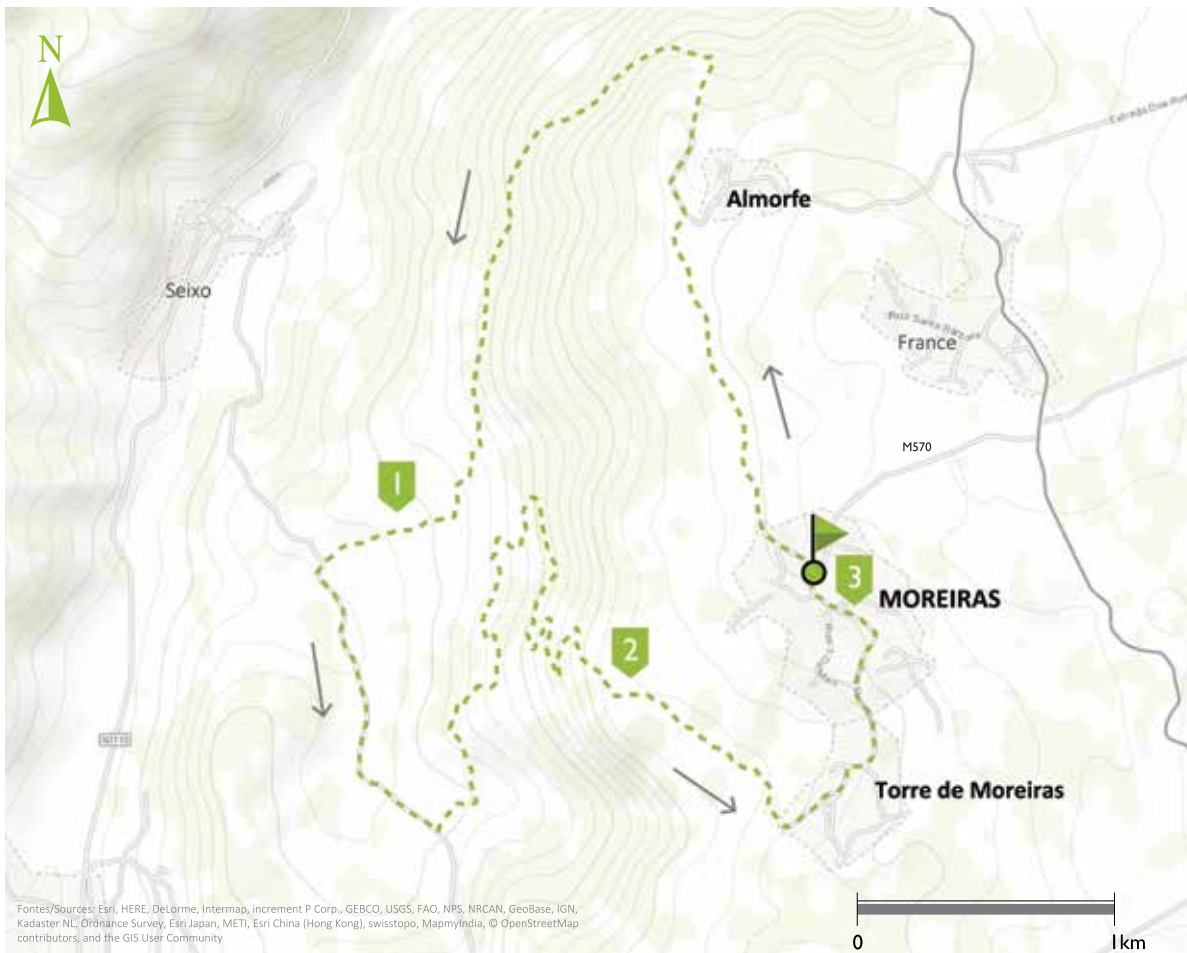 N
Almorfe
Seixo
France
M570
1
3
MOREIRAS
2
Torre de Moreiras
Fontes/Sources: Esri, HERE, DeLorme, Intermap, increment P Corp., GEBCO, USGS, FAO, NPS, NRCAN, GeoBase, IGN,
Kadaster NL, Ordnance Survey, Esri Japan, METI, Esri China (Hong Kong), swisstopo, MapmyIndia, © OpenStreetMap
contributors, and the GIS User Community
0
1km